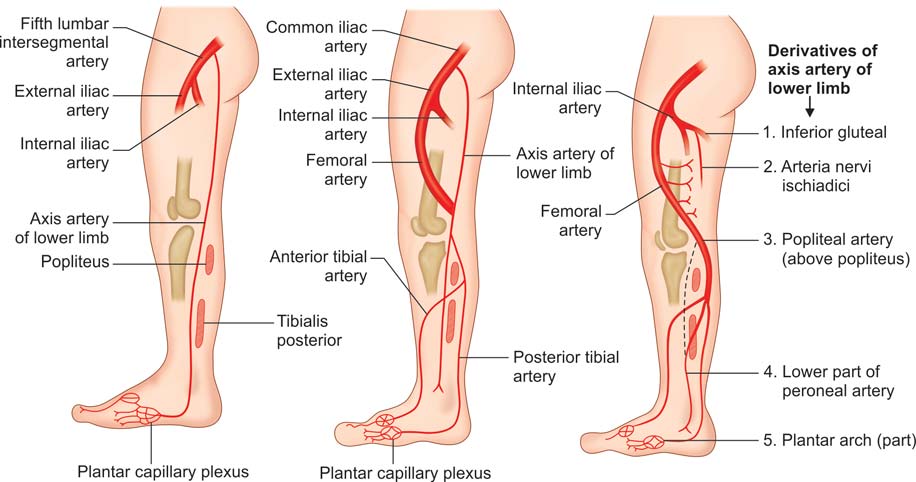 Fifth lumbar
intersegmental
artery
External iliac
artery
Internal iliac
artery
Axis artery
of lower limb
Popliteus
Tibialis
posterior
Plantar capillary plexus
Common iliac
artery
External iliac
artery
Internal iliac
artery
Femoral
artery
Axis artery of
lower limb
Anterior tibial
artery
Posterior tibial
artery
Plantar capillary plexus
Internal iliac
artery
Femoral
artery
Derivatives of
axis artery of
lower limb
1. Inferior gluteal
2. Arteria nervi
ischiadici
3. Popliteal artery
(above popliteus)
4. Lower part of
peroneal artery
5. Plantar arch (part)